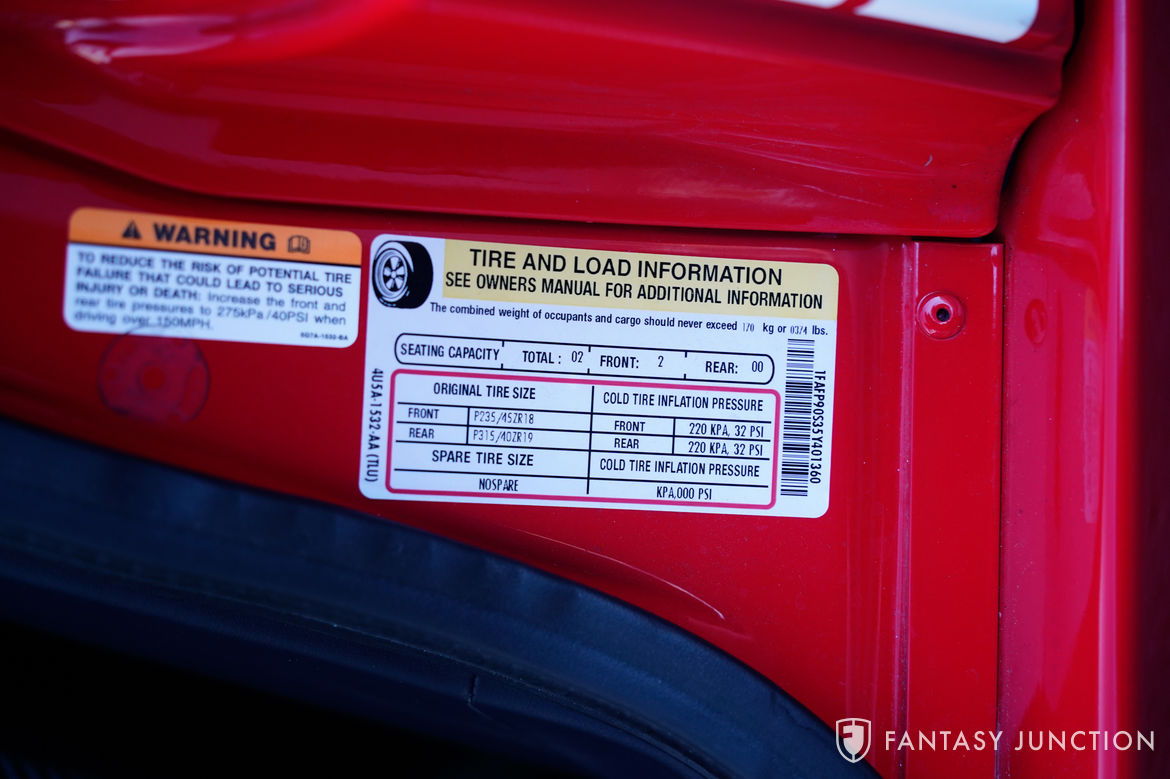 WARNING
TO REDUCE THE RISK OF POTENTIAL TIRE
FAILURE THAT COULD LEAD TO SERIOUS
INJURY OR DEATH: Increase the front and
rear tire pressures to 275kPa/40PSI when
driving over 150MPH.
TIRE AND LOAD INFORMATION
SEE OWNERS MANUAL FOR ADDITIONAL INFORMATION
The combined weight of occupants and cargo should never exceed 170 kg or 0374 lbs.
SEATING CAPACITY TOTAL: 02 FRONT: 2 REAR: 00
ORIGINAL TIRE SIZE COLD TIRE INFLATION PRESSURE
FRONT P235/45ZR18 FRONT 220 KPA, 32 PSI
REAR P315/40ZR19 REAR 220 KPA, 32 PSI
SPARE TIRE SIZE COLD TIRE INFLATION PRESSURE
NOSPARE KPA,000 PSI
4U5A-1532-AA (TLU)
1FAFP90S35Y401360
FANTASY JUNCTION